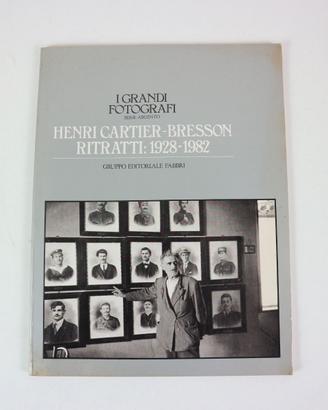 I GRANDI
FOTOGRAFI
SERIE ARGENTO
HENRI CARTIER-BRESSON
RITRATTI: 1928-1982
GRUPPO EDITORIALE FABBRI